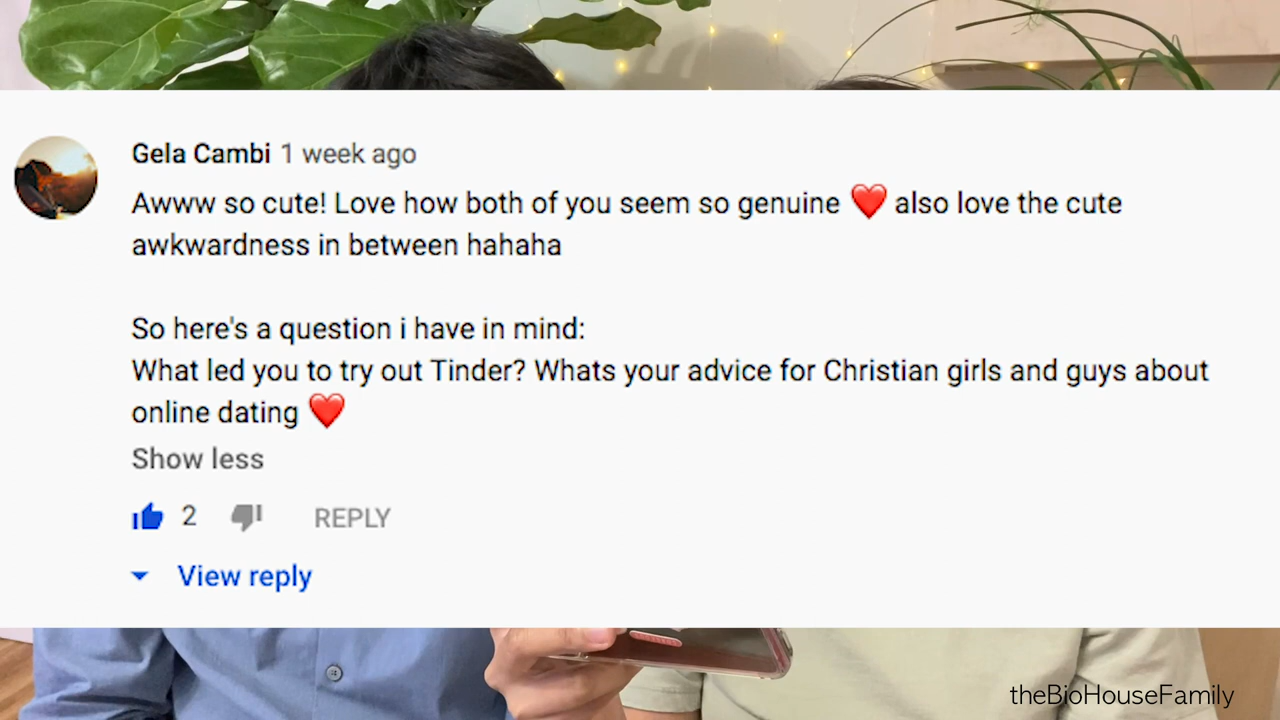 Gela Cambi 1 week ago
Awww so cute! Love how both of you seem so genuine ❤️ also love the cute
awkwardness in between hahaha
So here's a question i have in mind:
What led you to try out Tinder? Whats your advice for Christian girls and guys about
online dating ❤️
Show less
2 REPLY
View reply
theBioHouseFamily